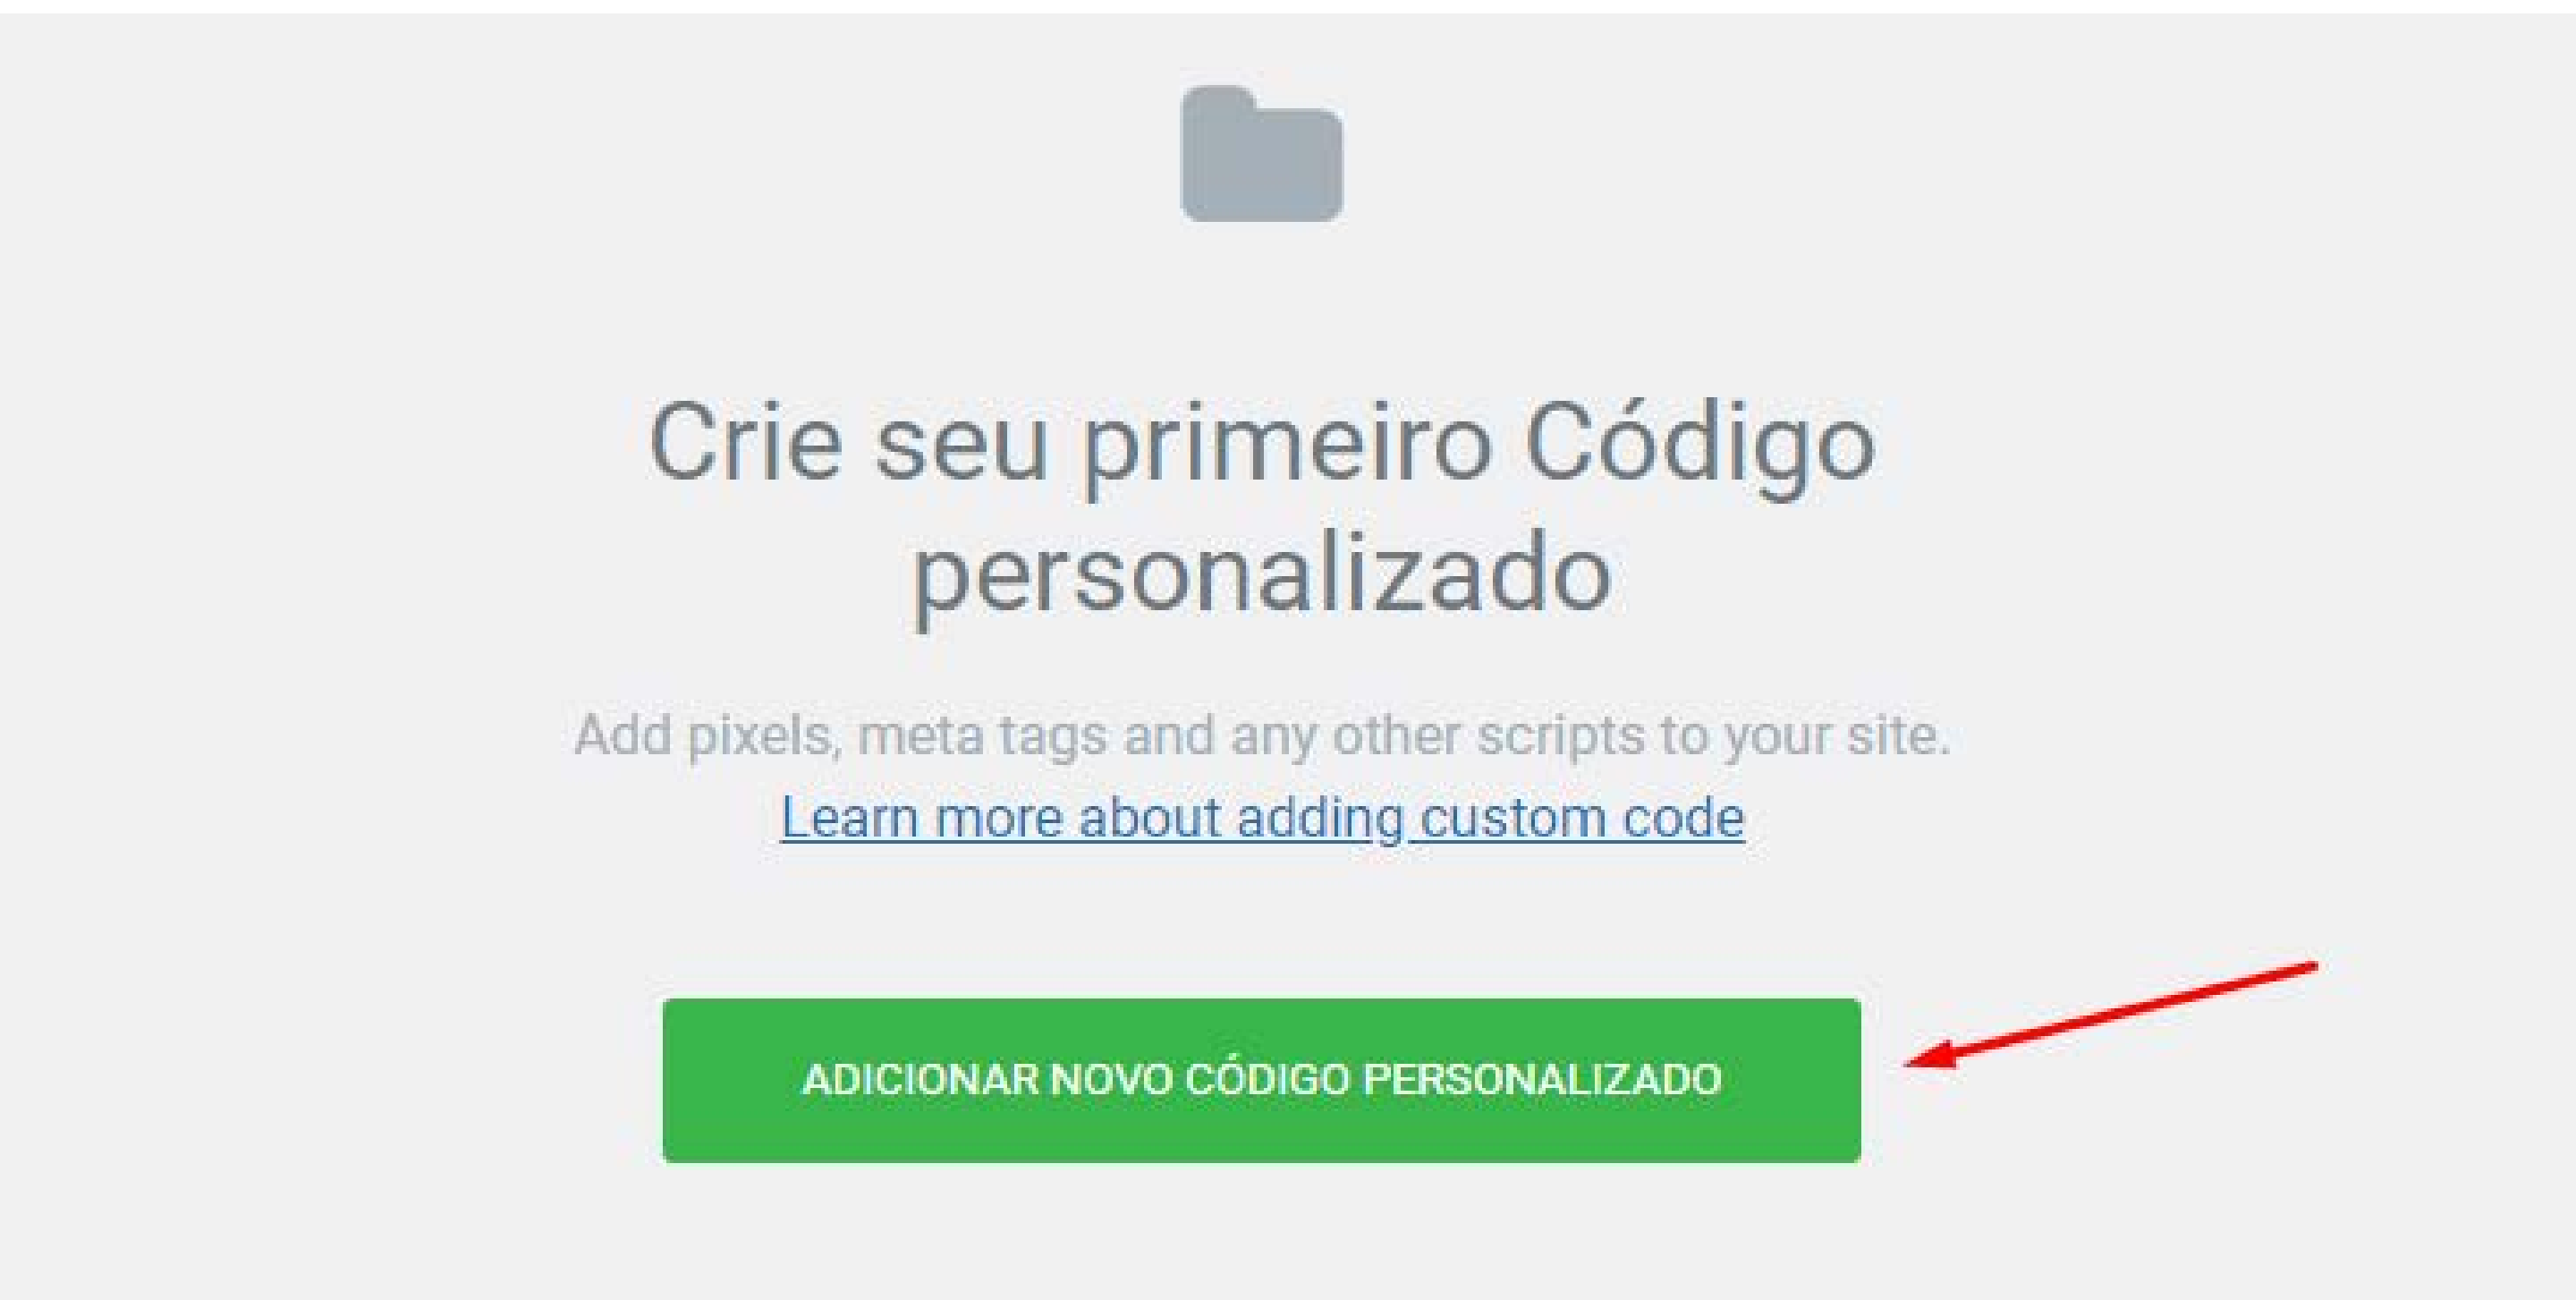 Crie seu primeiro Código
personalizado
Add pixels, meta tags and any other scripts to your site.
Learn more about adding custom code
ADICIONAR NOVO CÓDIGO PERSONALIZADO